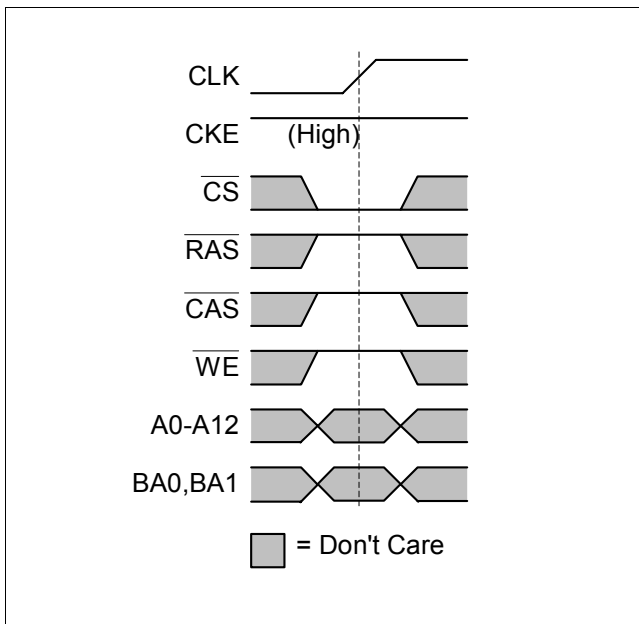 CLK
CKE (High)
CS
RAS
CAS
WE
A0-A12
BA0,BA1
= Don't Care